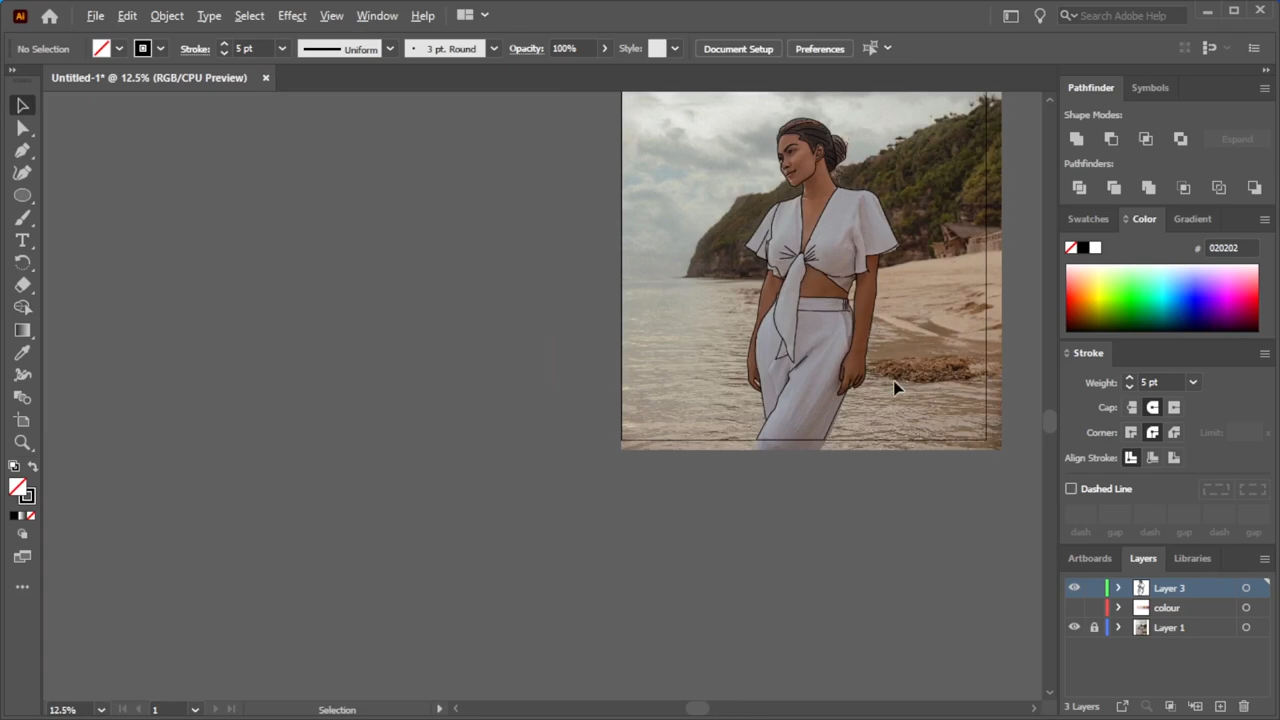 Ai File Edit Object Type Select Effect View Window Help Search Adobe Help
No Selection Stroke: 5 pt Uniform 3 pt. Round Opacity: 100% Style: Document Setup Preferences
Untitled-1* @ 12.5% (RGB/CPU Preview)
Pathfinder Symbols
Shape Modes:
Expand
Pathfinders:
Swatches Color Gradient
# 020202
Stroke
Weight: 5 pt
Cap:
Corner: Limit: x
Align Stroke:
Dashed Line
dash gap dash gap dash gap
Artboards Layers Libraries
Layer 3
colour
Layer 1
3 Layers
12.5% 1 Selection